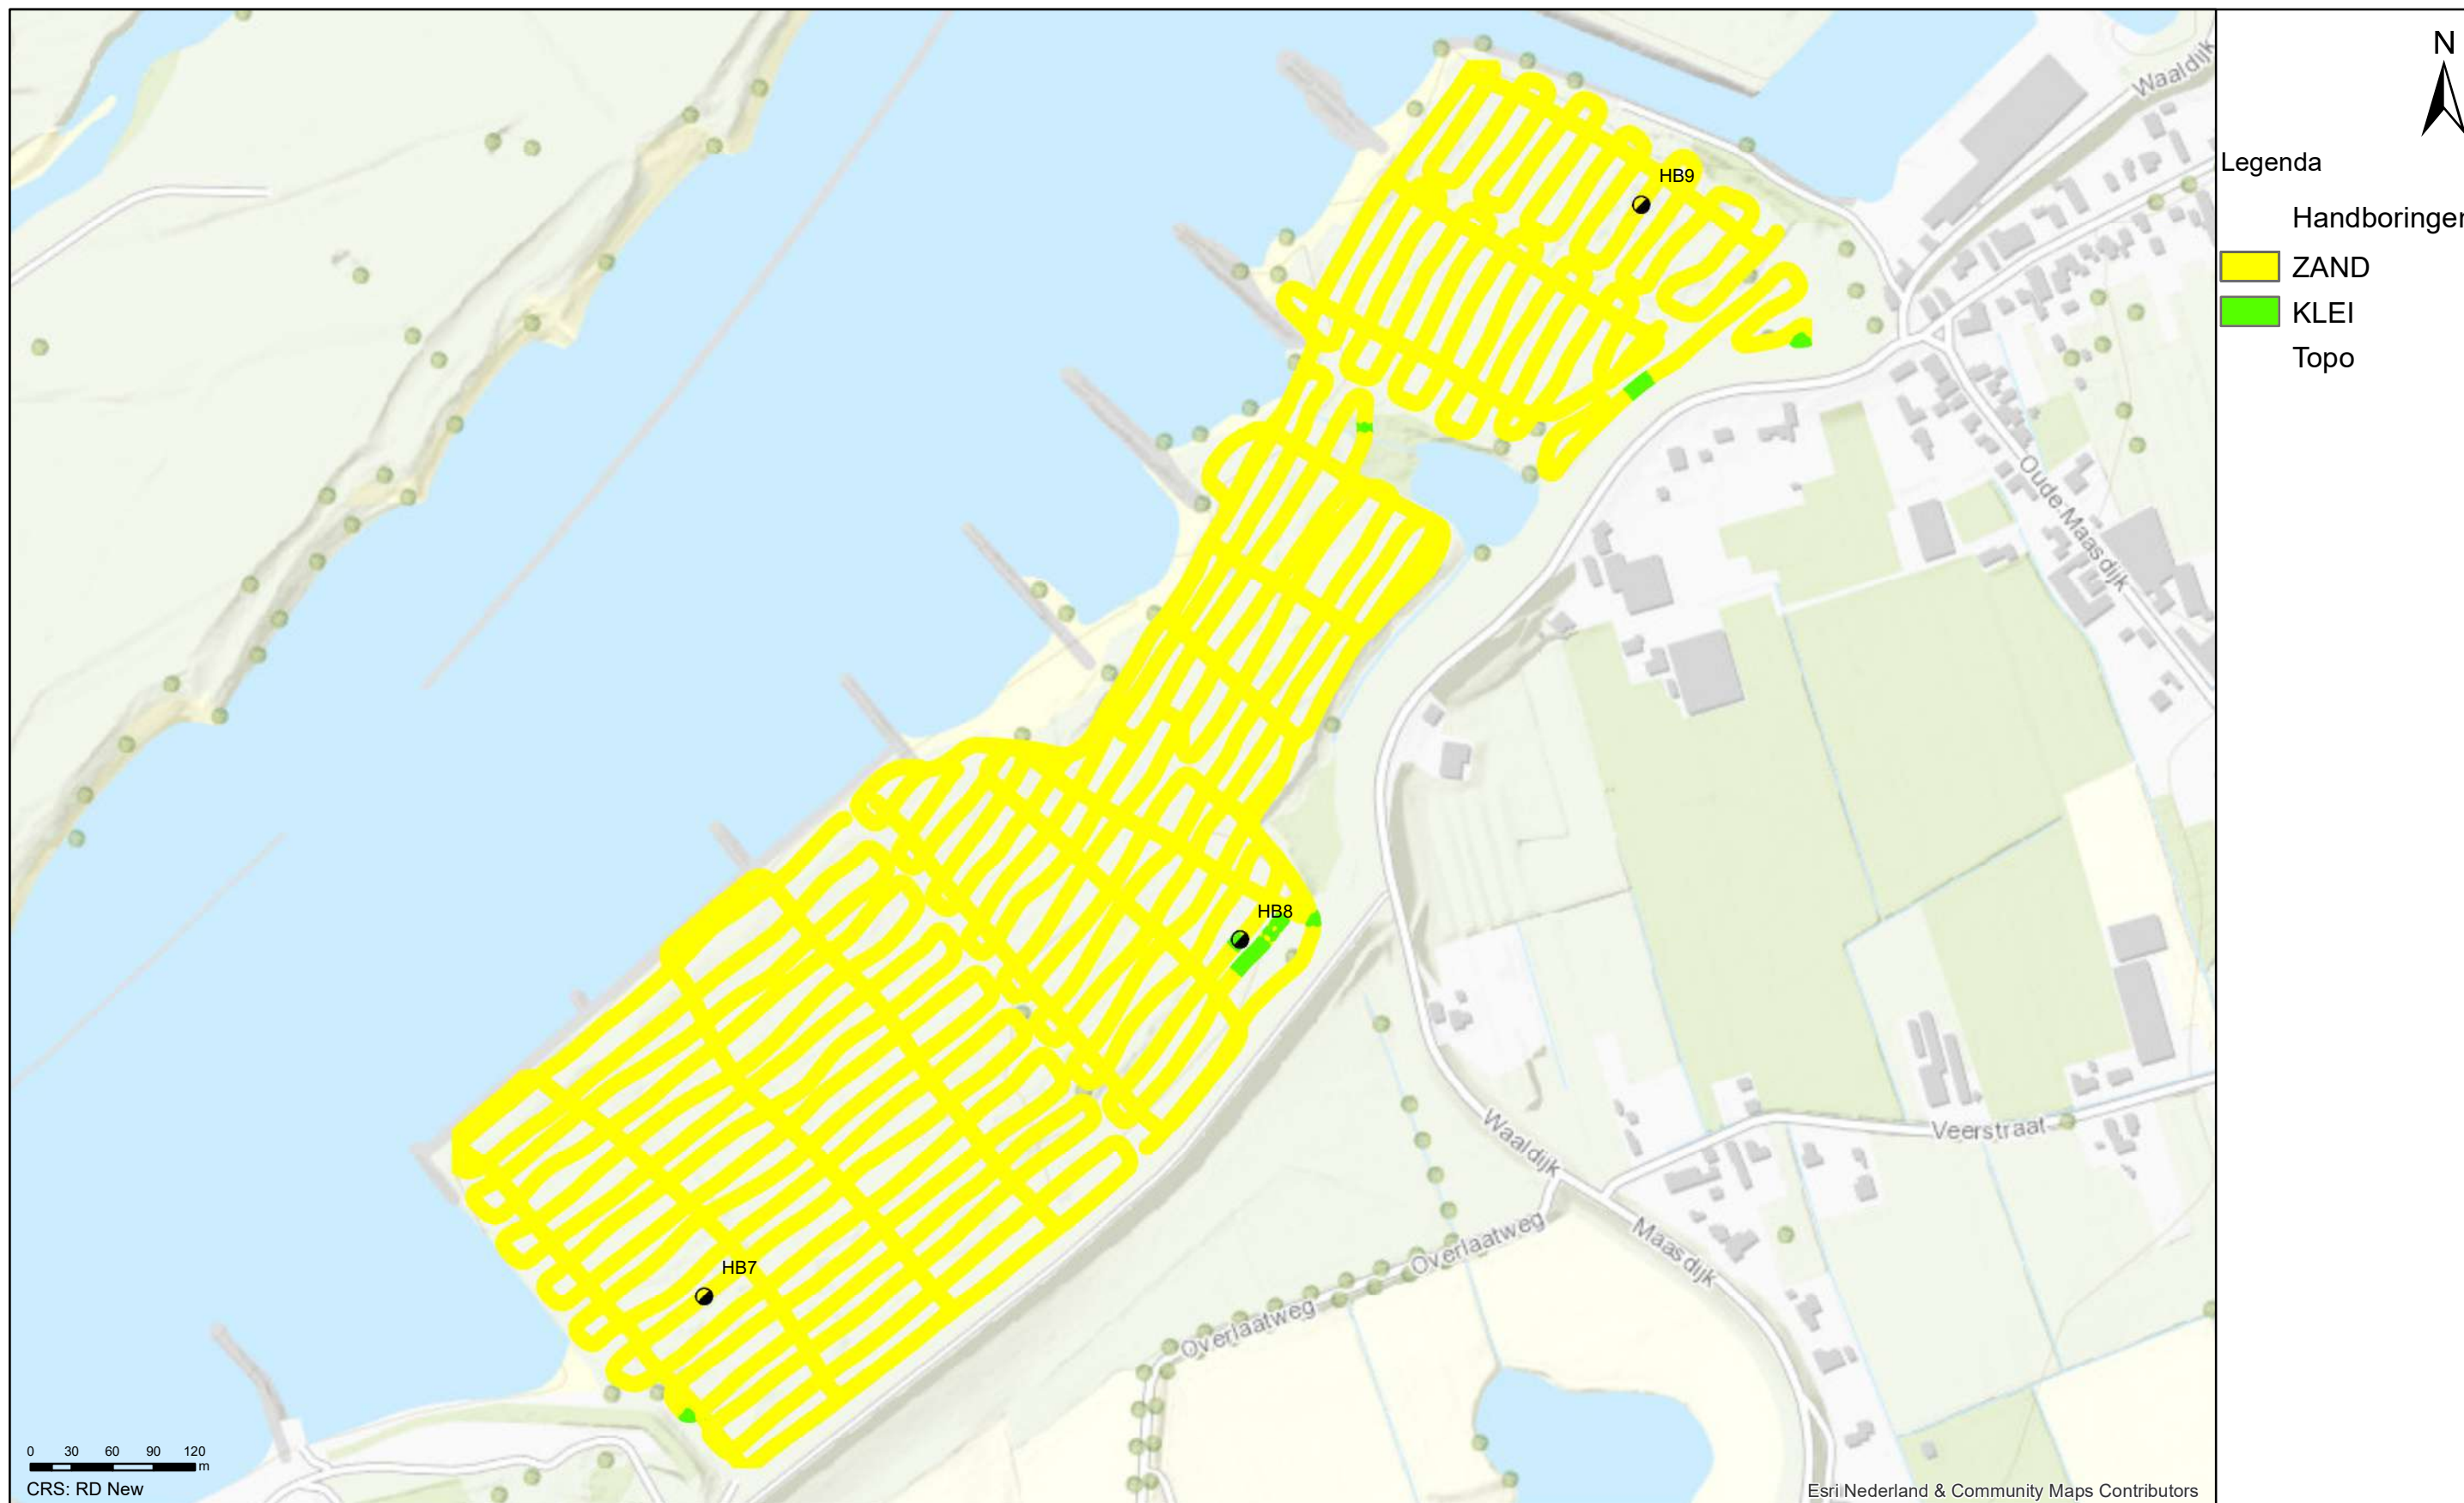 N
Waaldijk
Legenda
HB9
Handboringen
ZAND
KLEI
Topo
Oude-Maasdijk
HB8
Waaldijk
Veerstraat
Overlaatweg
Maasdijk
HB7
Overlaatweg
0 30 60 90 120
m
CRS: RD New
Esri Nederland & Community Maps Contributors